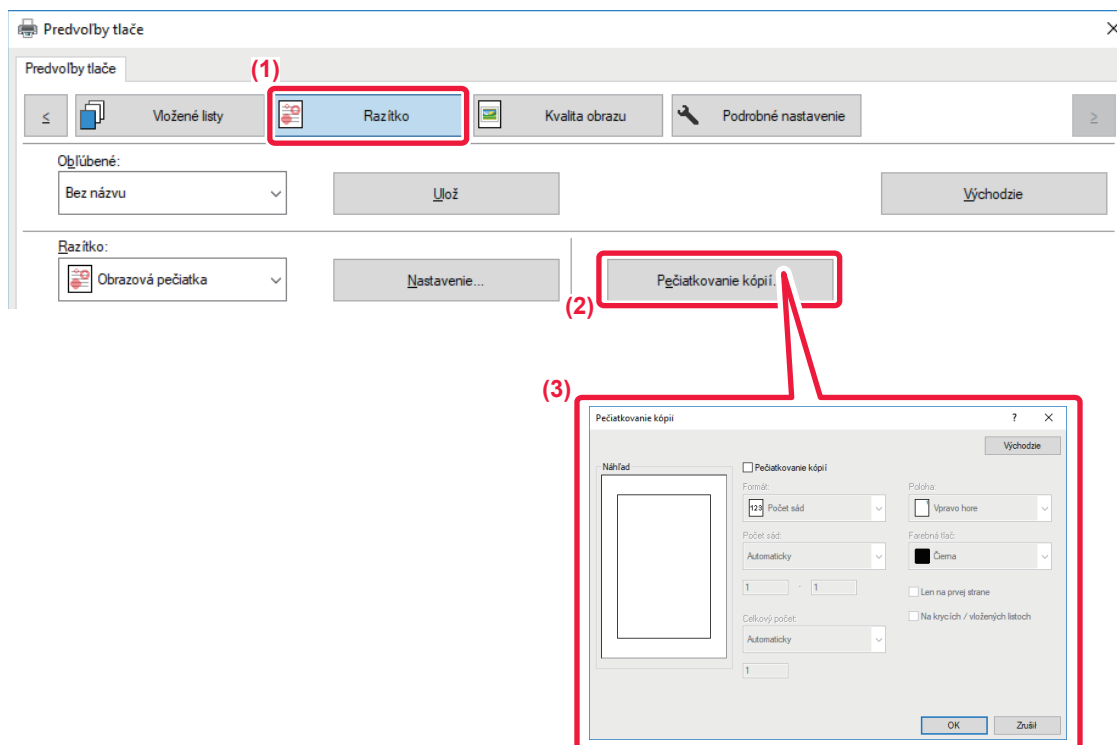 Predvoľby tlače
Predvoľby tlače
(1)
≤ Vložené listy Razítko Kvalita obrazu Podrobné nastavenie ≥
Obľúbené:
Bez názvu Ulož Východzie
Razítko:
Obrazová pečiatka Nastavenie... Pečiatkovanie kópií.
(2)
(3)
Pečiatkovanie kópií ?
Východzie
Náhľad Pečiatkovanie kópií
Formát: Poloha:
123 Počet sád Vpravo hore
Počet sád: Farebná tlač:
Automaticky Čierna
1 - 1 Len na prvej strane
Celkový počet: Na krycích / vložených listoch
Automaticky
1
OK Zrušiť